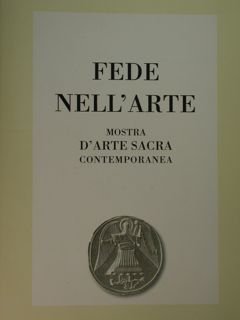 FEDE
NELL'ARTE
MOSTRA
D'ARTE SACRA
CONTEMPORANEA